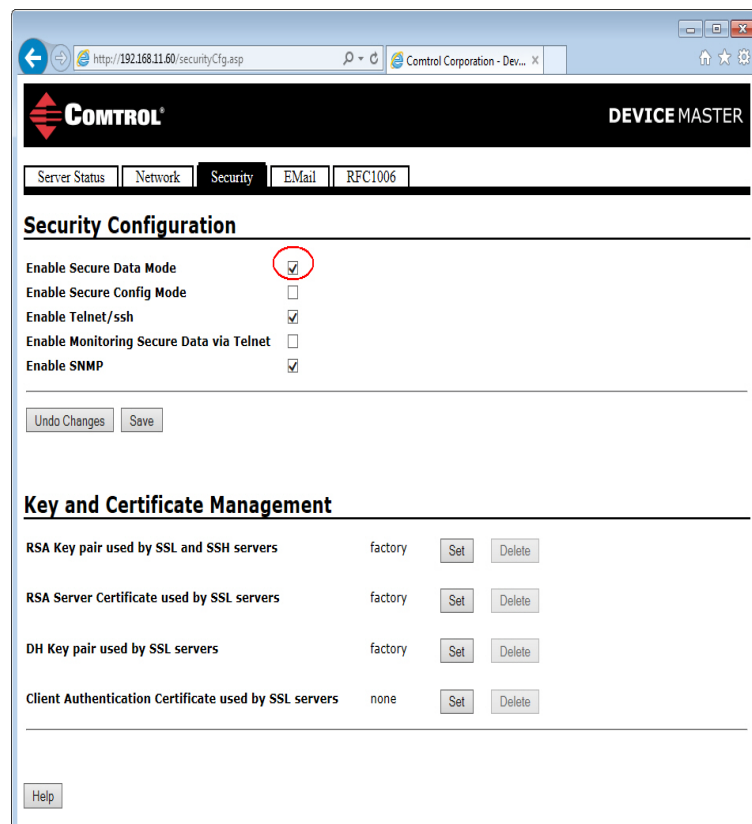 http://192.168.11.60/securityCfg.asp
Comtrol Corporation - Dev...
COMTROL®
DEVICEMASTER
Server Status
Network
Security
EMail
RFC1006
Security Configuration
Enable Secure Data Mode
Enable Secure Config Mode
Enable Telnet/ssh
Enable Monitoring Secure Data via Telnet
Enable SNMP
Undo Changes
Save
Key and Certificate Management
RSA Key pair used by SSL and SSH servers factory Set Delete
RSA Server Certificate used by SSL servers factory Set Delete
DH Key pair used by SSL servers factory Set Delete
Client Authentication Certificate used by SSL servers none Set Delete
Help